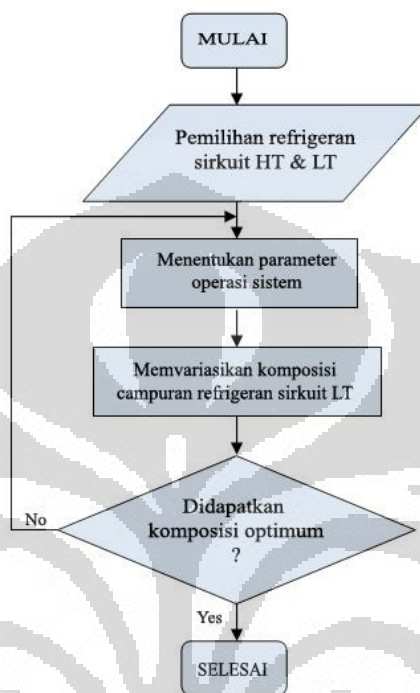 MULAI
Pemilihan refrigeran
sirkuit HT & LT
Menentukan parameter
operasi sistem
Memvariasikan komposisi
campuran refrigeran sirkuit LT
Didapatkan
komposisi optimum
?
No
Yes
SELESAI